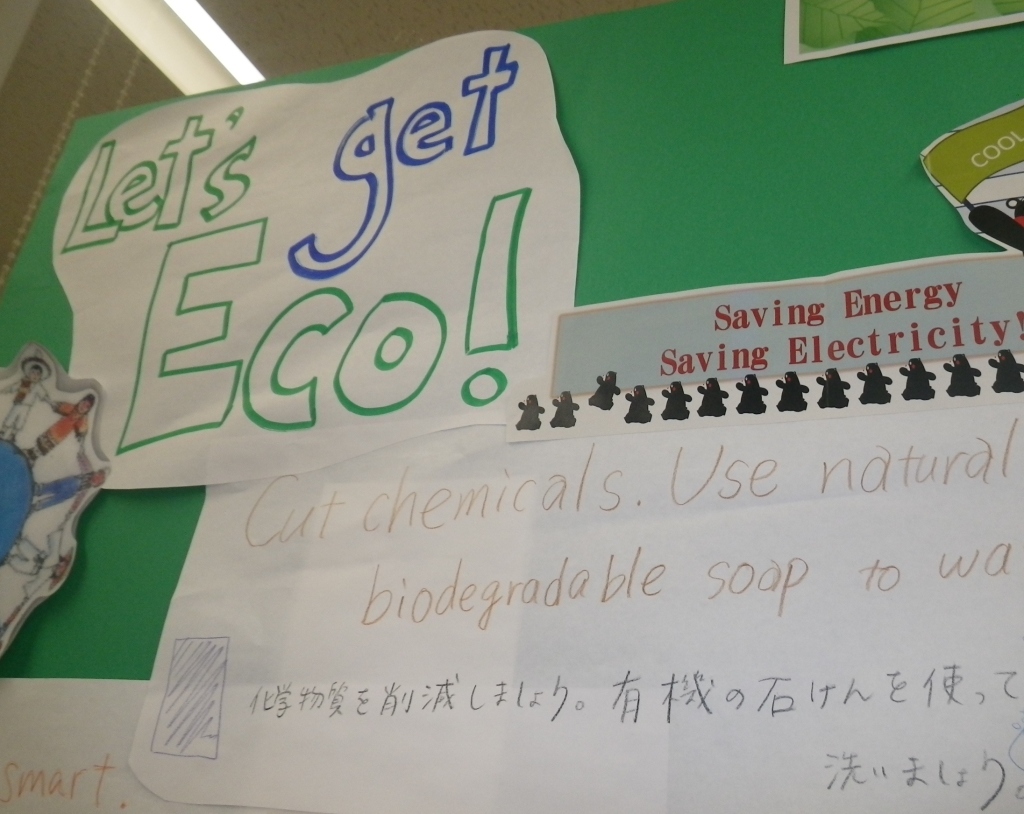 Let's get
Eco!
COOL
Saving Energy
Saving Electricity!
Cut chemicals. Use natural
biodegradable soap to wa
化学物質を削減しましょう。有機の石けんを使って
洗いましょう。
smart.